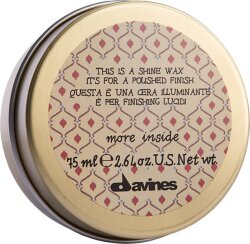 THIS IS A SHINE WAX
IT'S FOR A POLISHED FINISH
QUESTA È UNA CERA ILLUMINANTE
E PER FINISHING LUCIDI
more inside
75 ml ℮ 2.64 oz. U.S. Net wt.
davines